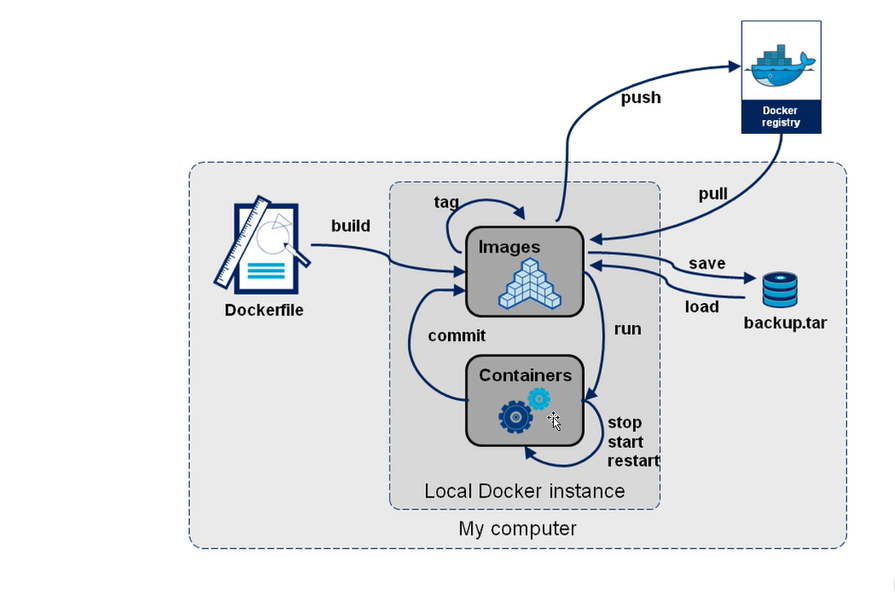 Docker
registry
push
pull
tag
build
Images
save
load
Dockerfile
backup.tar
commit
run
Containers
stop
start
restart
Local Docker instance
My computer